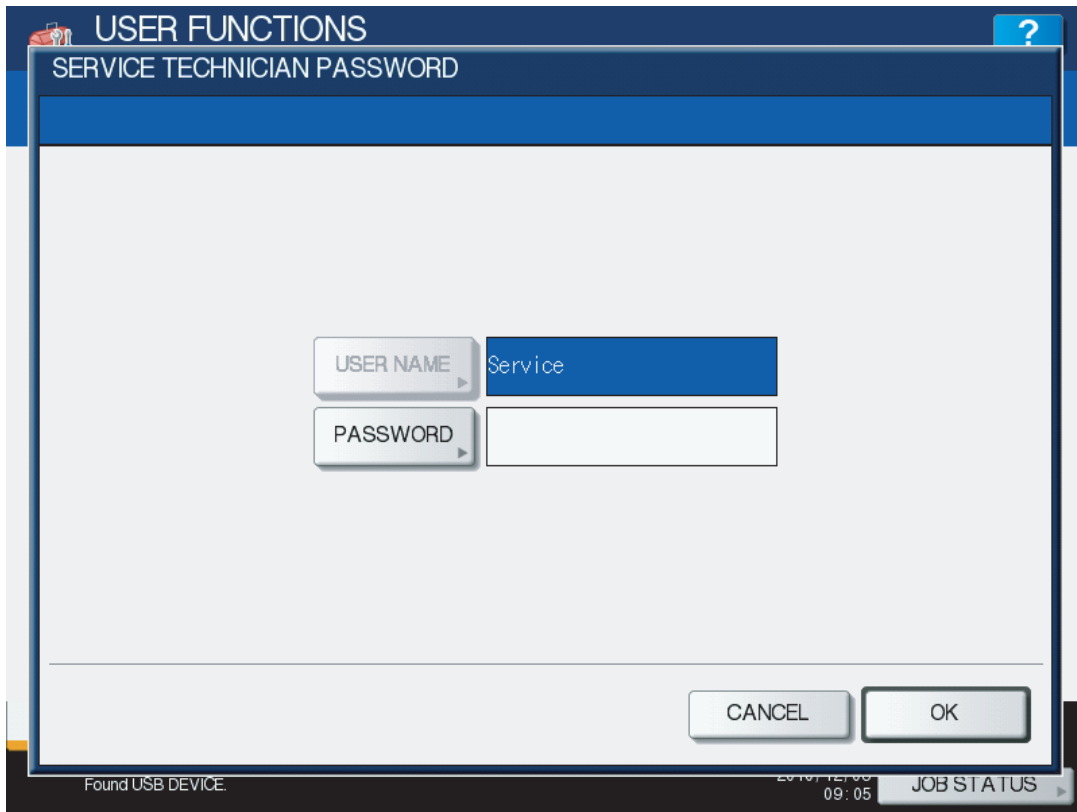 USER FUNCTIONS
?
SERVICE TECHNICIAN PASSWORD
USER NAME
Service
PASSWORD
CANCEL
OK
Found USB DEVICE.
09:05
JOB STATUS